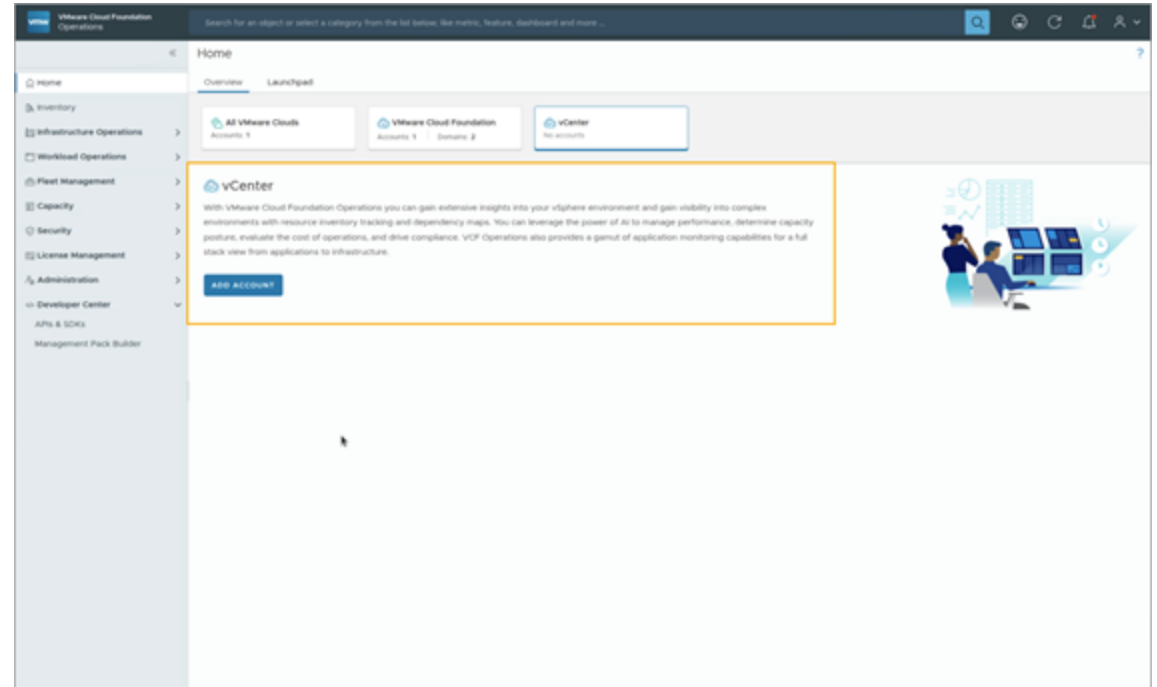 vmw
VMware Cloud Foundation
Operations
Search for an object or select a category from the list below, like metric, feature, dashboard and more ...
Home
?
Home
Overview Launchpad
Inventory
Infrastructure Operations
Workload Operations
Fleet Management
Capacity
Security
License Management
Administration
Developer Center
APIs & SDKs
Management Pack Builder
All VMware Clouds
Accounts: 1
VMware Cloud Foundation
Accounts: 1 Domains: 2
vCenter
No accounts
vCenter
With VMware Cloud Foundation Operations you can gain extensive insights into your vSphere environment and gain visibility into complex
environments with resource inventory tracking and dependency maps. You can leverage the power of AI to manage performance, determine capacity
posture, evaluate the cost of operations, and drive compliance. VCF Operations also provides a gamut of application monitoring capabilities for a full
stack view from applications to infrastructure.
ADD ACCOUNT